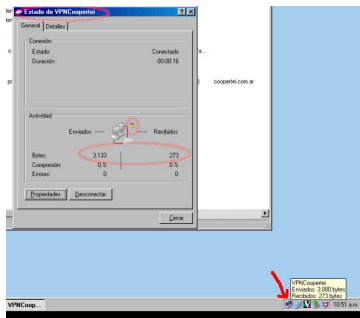 Estado de VPNCoopertei
General Detalles
Conexión
Estado: Conectado
Duración: 00:00:16
coopertei.com.ar
Actividad
Enviados Recibidos
Bytes: 3.133 273
Compresión: 0 % 0 %
Errores: 0 0
Propiedades Desconectar
Cerrar
VPNCoopertei
Enviados: 3.080 bytes
Recibidos: 273 bytes
VPNCoop... 10:51 a.m.